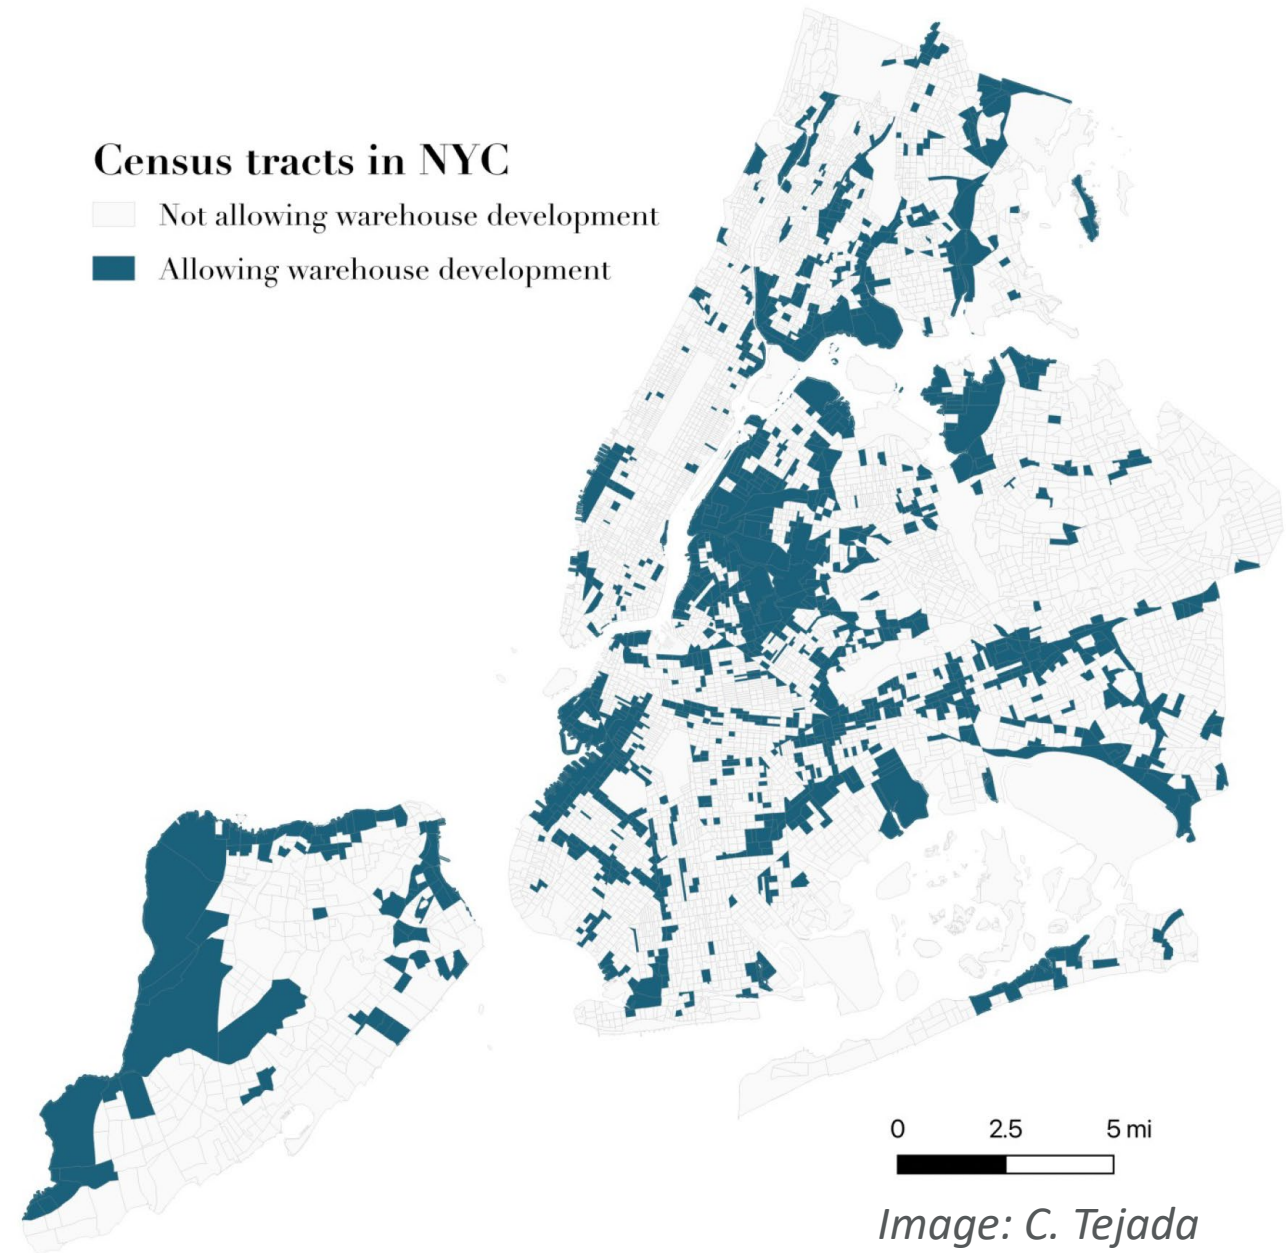 Census tracts in NYC
Not allowing warehouse development
Allowing warehouse development
0 2.5 5 mi
Image: C. Tejada